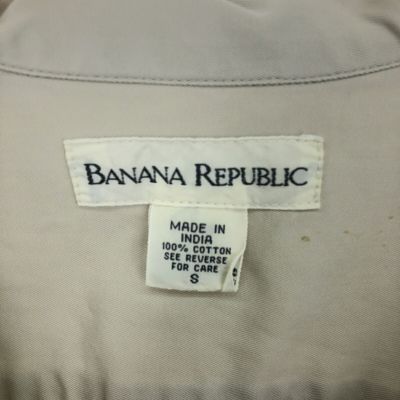 BANANA REPUBLIC
MADE IN
INDIA
100% COTTON
SEE REVERSE
FOR CARE
S